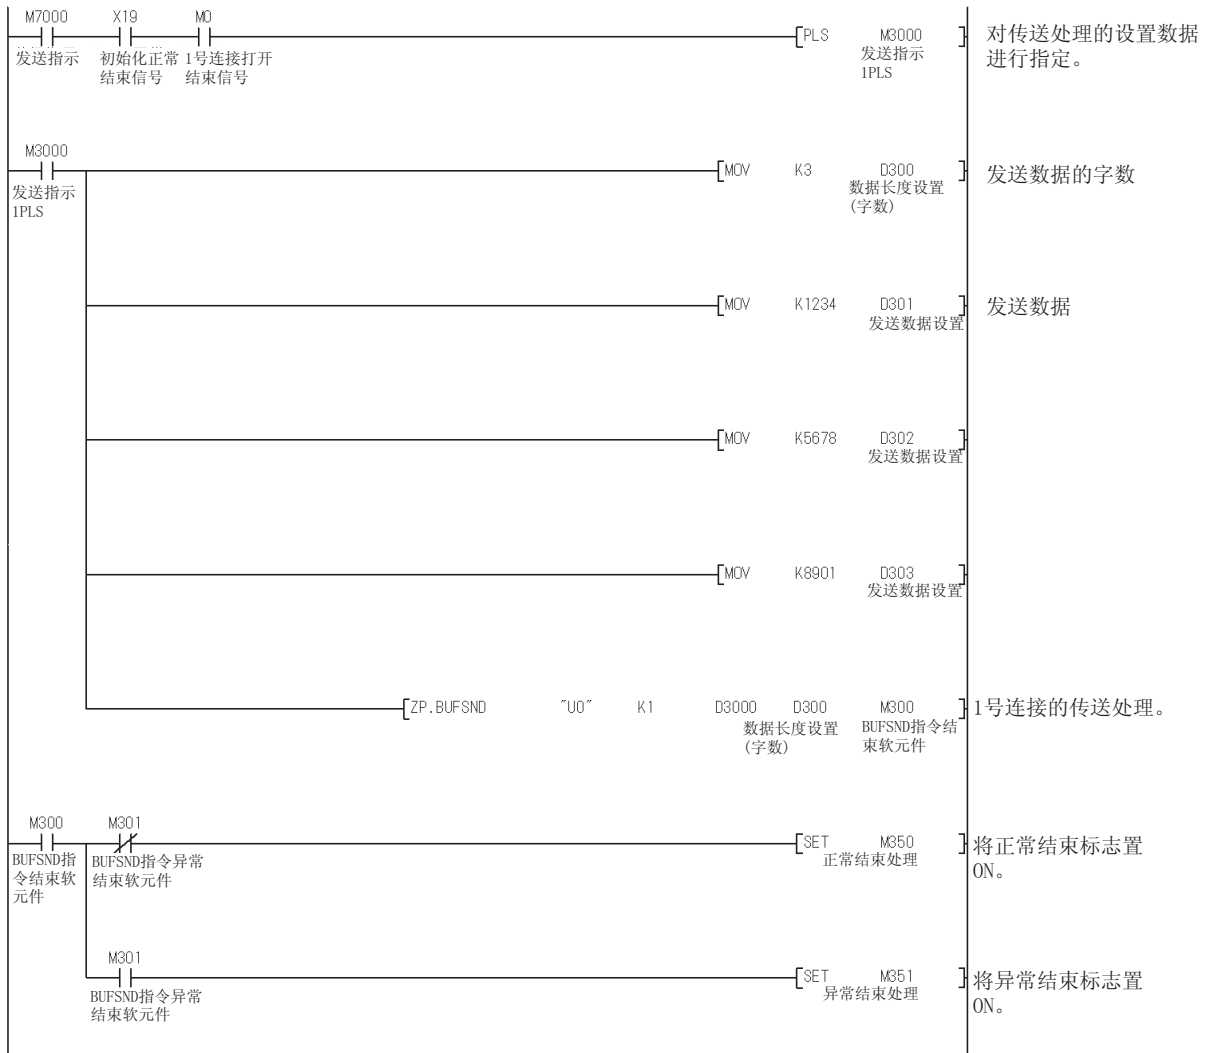 M7000 X19 M0
[PLS M3000 ] 对传送处理的设置数据
发送指示 初始化正常 1号连接打开 发送指示 进行指定。
结束信号 结束信号 1PLS
M3000
[MOV K3 D300 ] 发送数据的字数
发送指示 数据长度设置
1PLS (字数)
[MOV K1234 D301 ] 发送数据
发送数据设置
[MOV K5678 D302 ]
发送数据设置
[MOV K8901 D303 ]
发送数据设置
[ZP.BUFSND "U0" K1 D3000 D300 M300 ] 1号连接的传送处理。
数据长度设置 BUFSND指令结
(字数) 束软元件
M300 M301
[SET M350 ] 将正常结束标志置
BUFSND指 BUFSND指令异常 正常结束处理
令结束软 结束软元件 ON。
元件
M301
[SET M351 ] 将异常结束标志置
BUFSND指令异常 异常结束处理
结束软元件 ON。